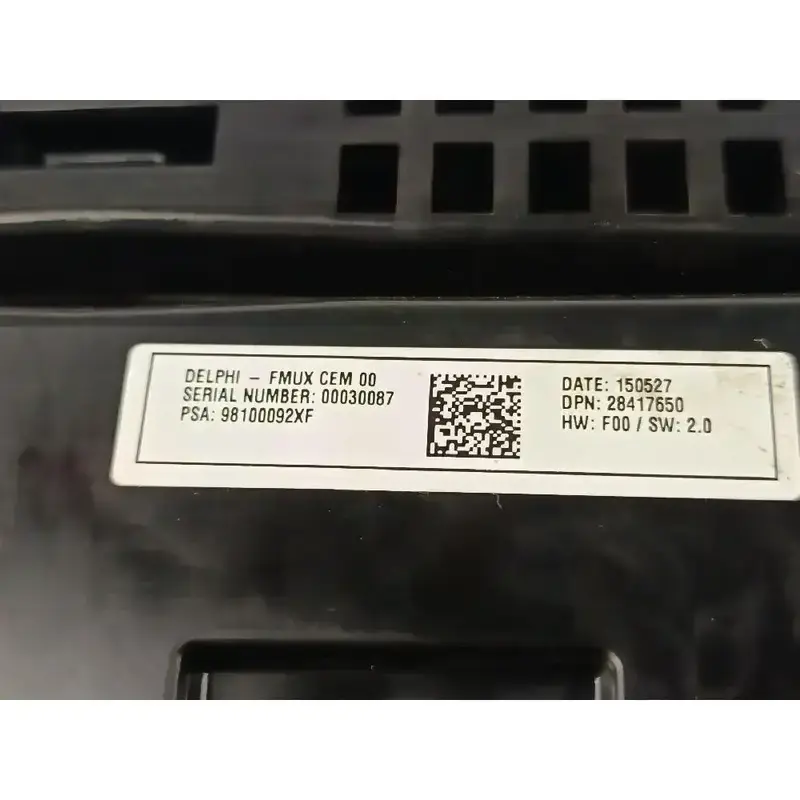 DELPHI - FMUX CEM 00
SERIAL NUMBER: 00030087
PSA: 98100092XF
DATE: 150527
DPN: 28417650
HW: F00 / SW: 2.0